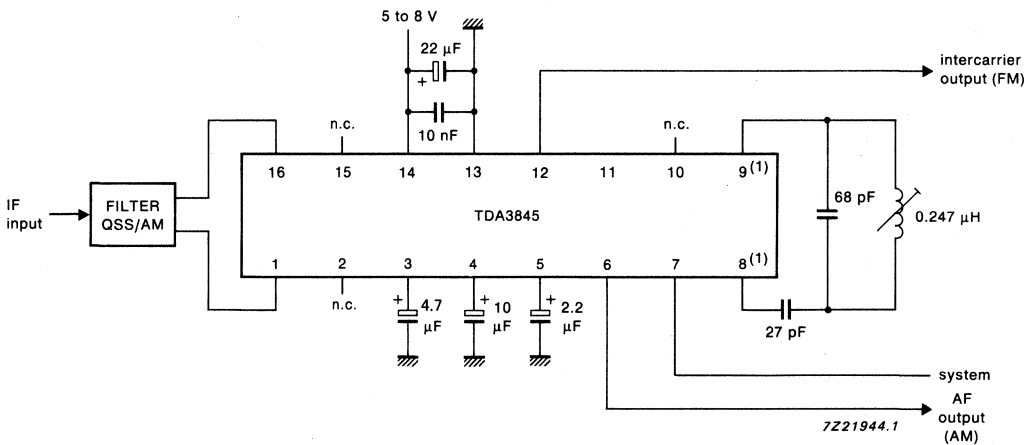 5 to 8 V
22 µF
+
10 nF
intercarrier
output (FM)
n.c.
n.c.
16 15 14 13 12 11 10 9(1)
IF
input
FILTER
QSS/AM
TDA3845
68 pF
0.247 µH
1 2 3 4 5 6 7 8(1)
n.c.
+ 4.7
µF
+ 10
µF
+ 2.2
µF
27 pF
system
AF
output
(AM)
7Z21944.1